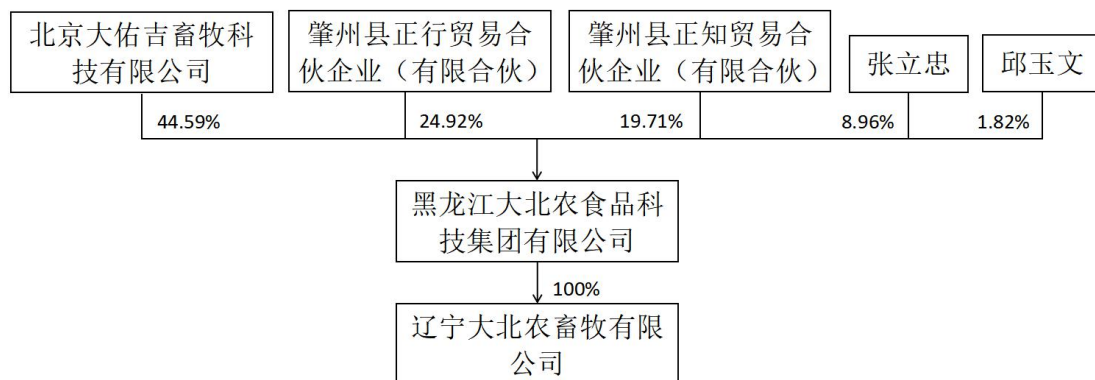 北京大佑吉畜牧科
技有限公司
肇州县正行贸易合
伙企业（有限合伙）
肇州县正知贸易合
伙企业（有限合伙）
张立忠
邱玉文
44.59%
24.92%
19.71%
8.96%
1.82%
黑龙江大北农食品科
技集团有限公司
100%
辽宁大北农畜牧有限
公司